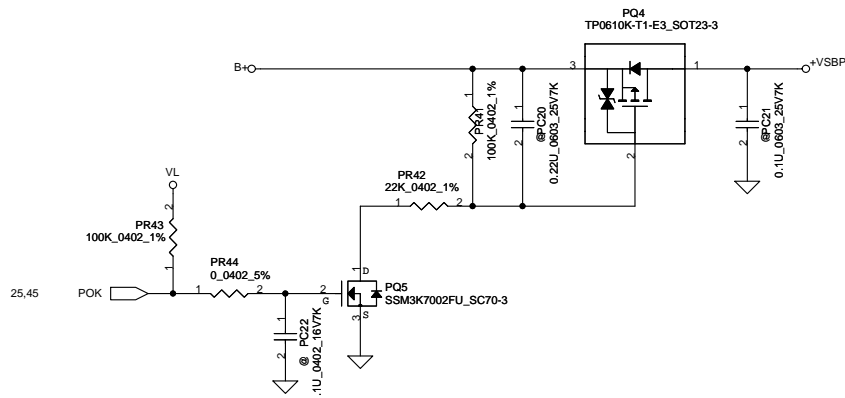 PQ4
TP0610K-T1-E3_SOT23-3
B+
3
1
+VSBP
2
1
PR41
2
100K_0402_1%
1
@PC20
2
0.22U_0603_25V7K
1
@PC21
2
0.1U_0603_25V7K
VL
2
PR43
100K_0402_1%
1
PR42
22K_0402_1%
1
2
PR44
0_0402_5%
25,45
POK
1
2
2
G
1
D
3
S
PQ5
SSM3K7002FU_SC70-3
1
@ PC22
2
.1U_0402_16V7K